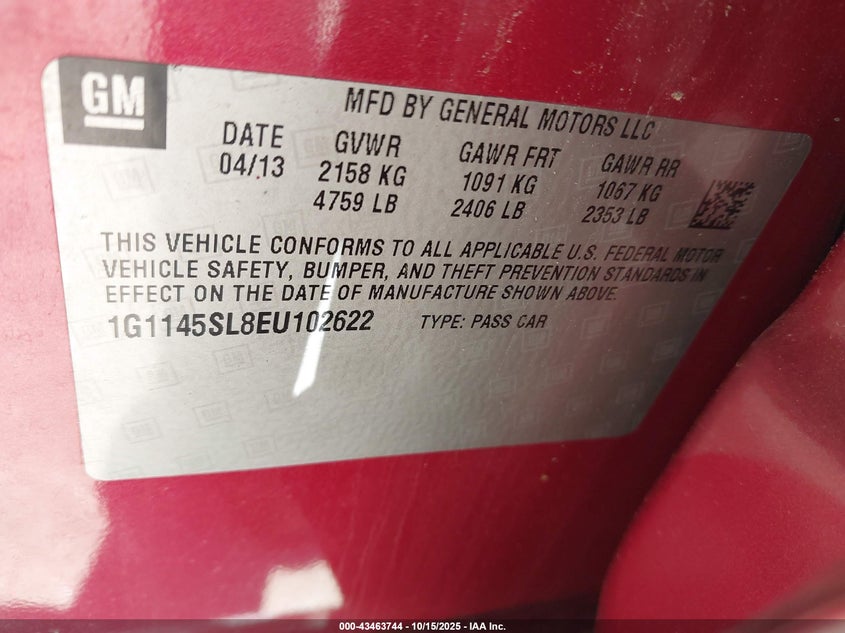 GM
MFD BY GENERAL MOTORS LLC
DATE GVWR GAWR FRT GAWR RR
04/13 2158 KG 1091 KG 1067 KG
4759 LB 2406 LB 2353 LB
THIS VEHICLE CONFORMS TO ALL APPLICABLE U.S. FEDERAL MOTOR
VEHICLE SAFETY, BUMPER, AND THEFT PREVENTION STANDARDS IN
EFFECT ON THE DATE OF MANUFACTURE SHOWN ABOVE.
1G1145SL8EU102622 TYPE: PASS CAR
000-43463744 - 10/15/2025 - IAA Inc.